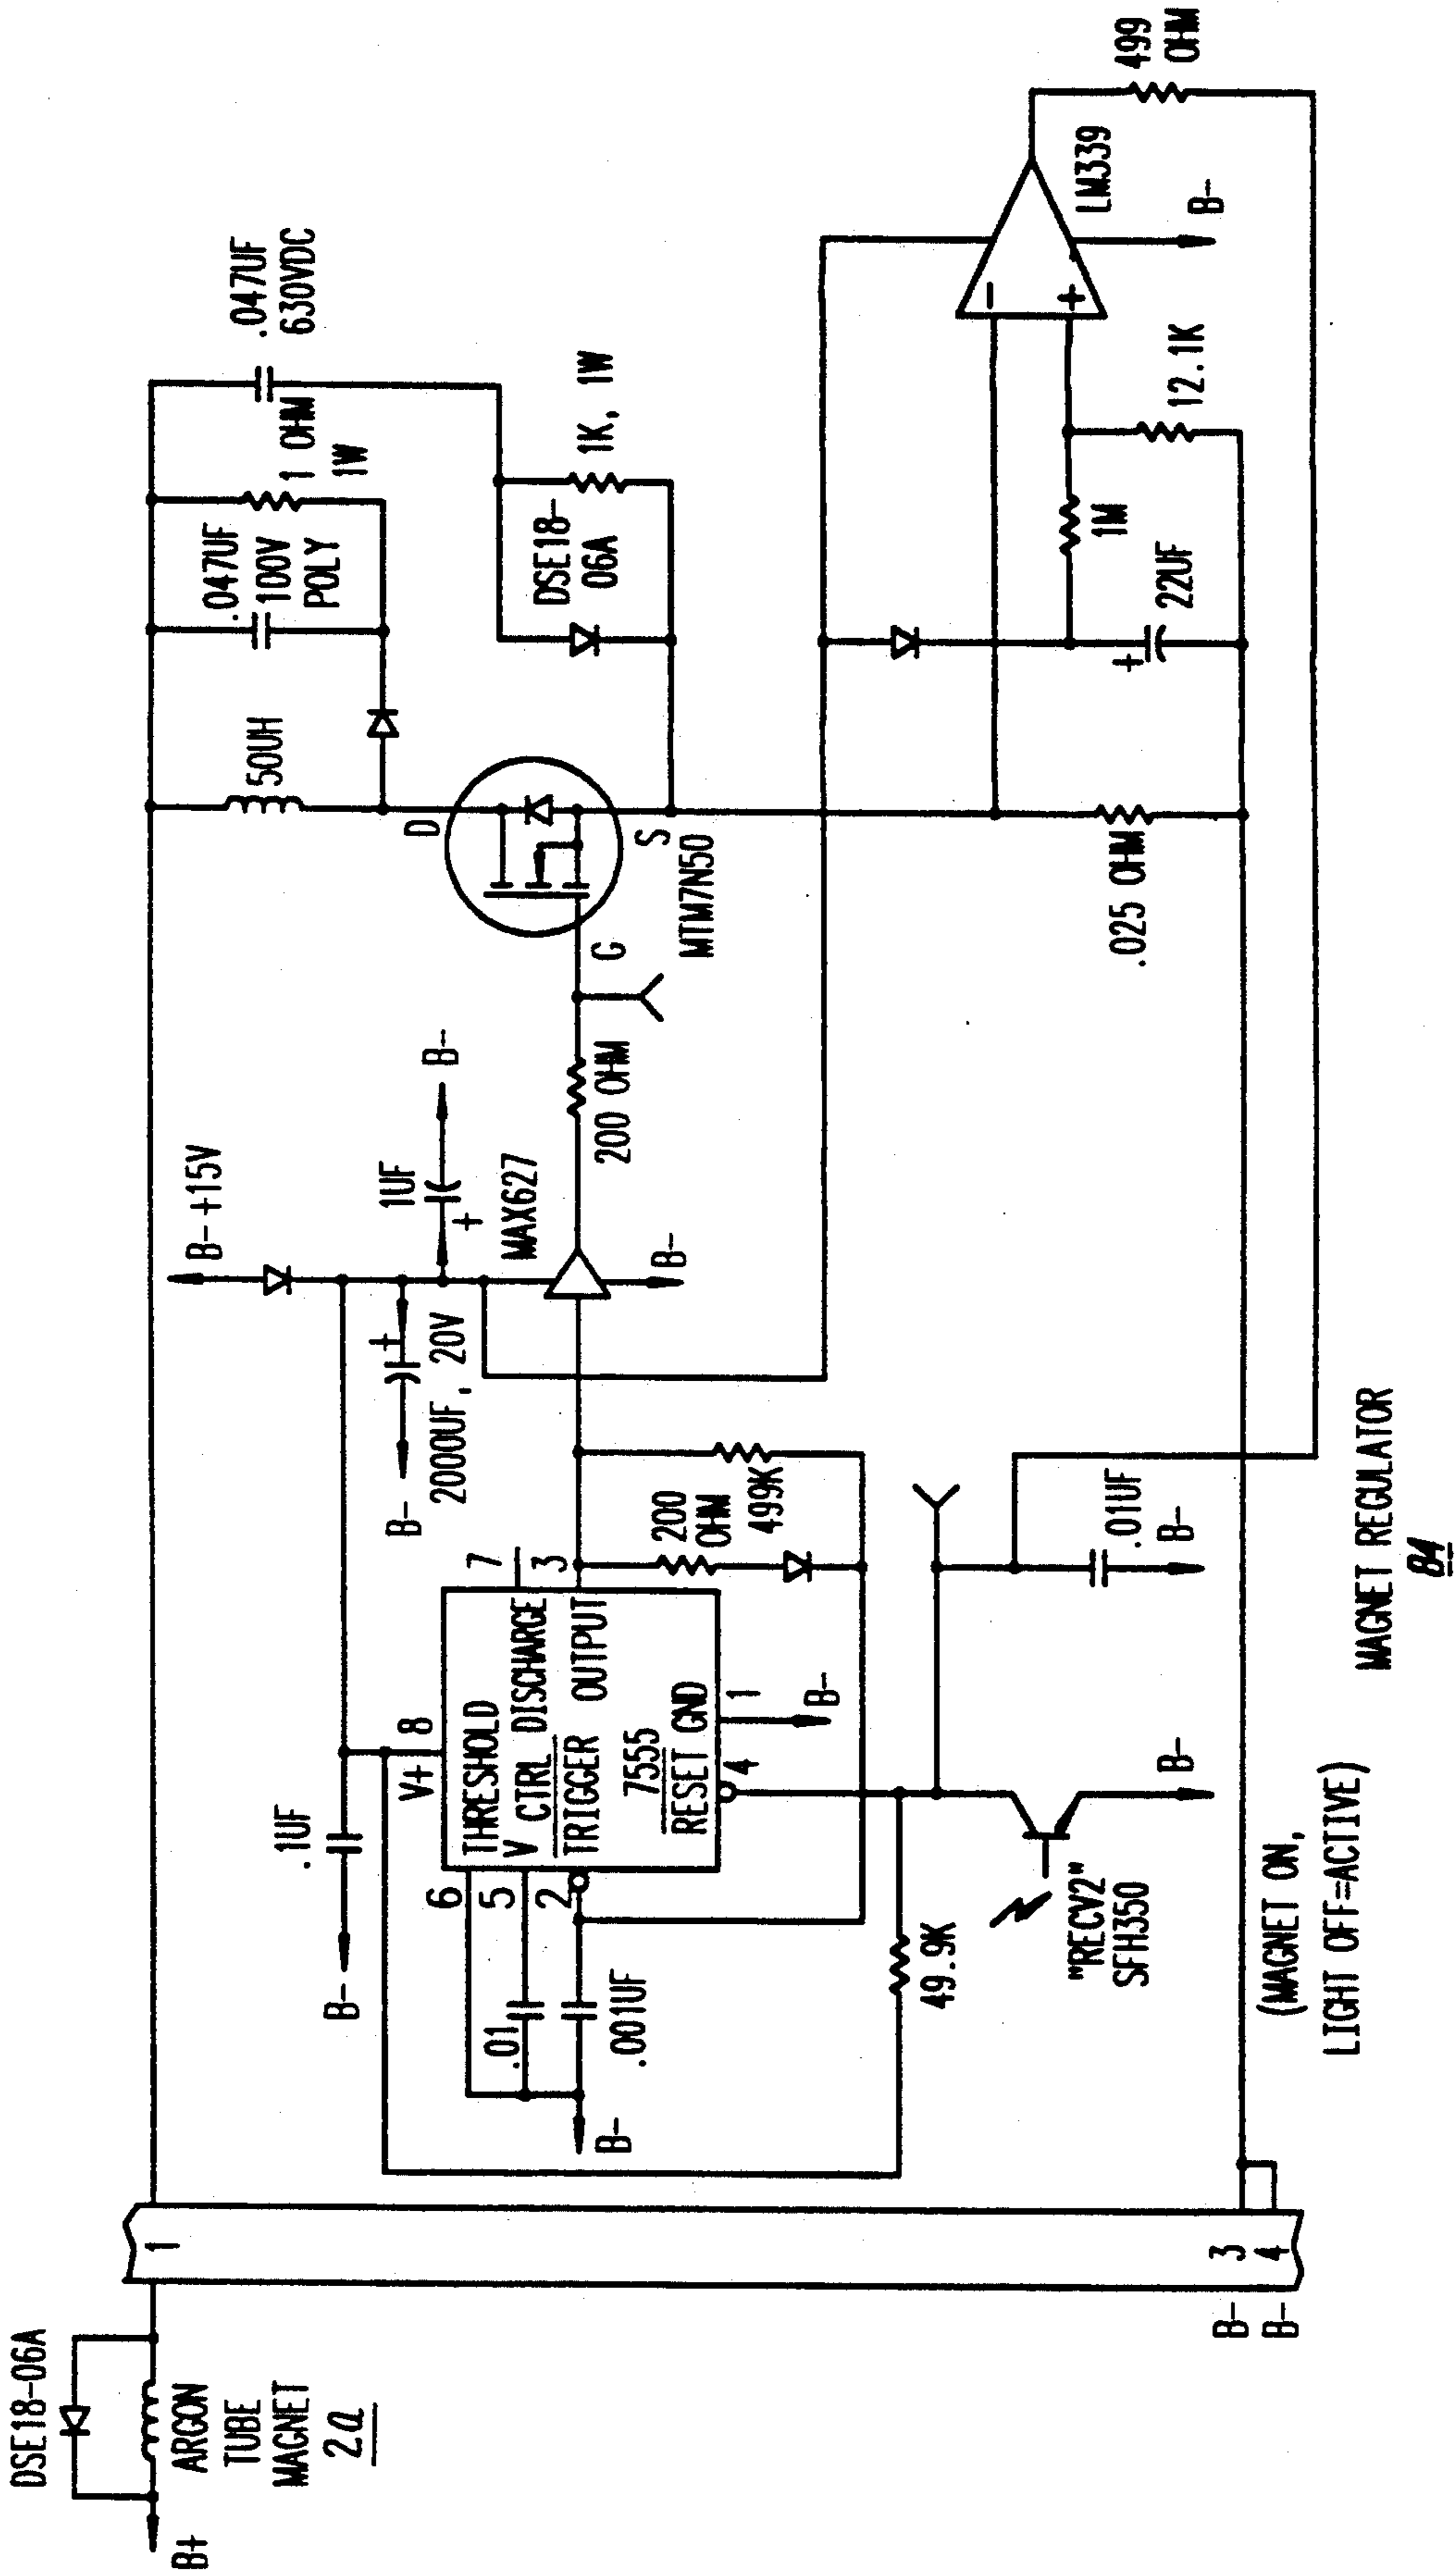 DSE18-06A
B+
ARGON
TUBE
MAGNET
2a
1
3
4
B-
B-
B-
.1UF
V+ 8
6
5
2
THRESHOLD
V CTRL DISCHARGE
TRIGGER OUTPUT
7555
RESET GND
7
3
4
1
B-
.01
.001UF
B-
49.9K
"RECV2"
SFH350
B-
200
OHM
499K
.01UF
B-
B-
2000UF, 20V
+
B- +15V
1UF
+
B-
MAX627
B-
200 OHM
G
D
S
MTM7N50
50UH
.047UF
100V
POLY
1 OHM
1W
.047UF
630VDC
DSE18-
06A
1K, 1W
.025 OHM
+
22UF
1M
12.1K
-
+
LM339
B-
499
OHM
(MAGNET ON,
LIGHT OFF=ACTIVE)
MAGNET REGULATOR
84